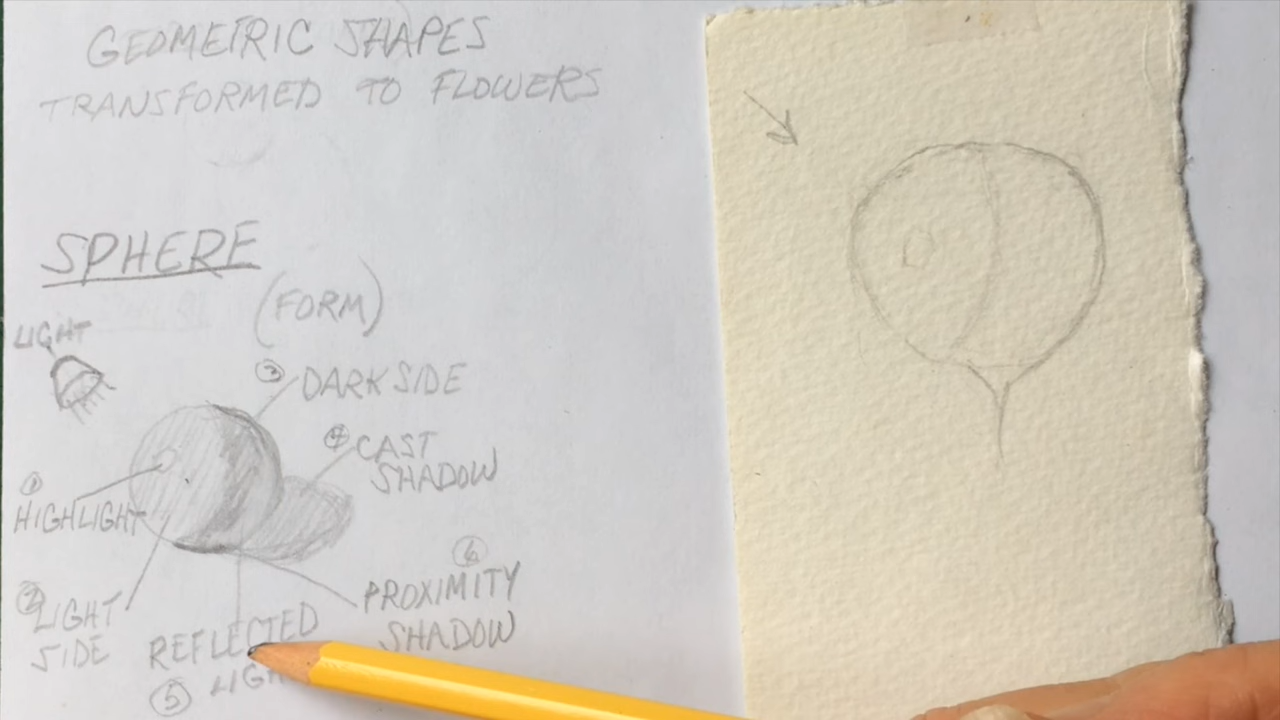 GEOMETRIC SHAPES
TRANSFORMED TO FLOWERS
SPHERE
(FORM)
LIGHT
③ DARK SIDE
④ CAST
SHADOW
①
HIGHLIGHT
⑥
PROXIMITY
SHADOW
② LIGHT
SIDE
REFLECTED
⑤ LIGH